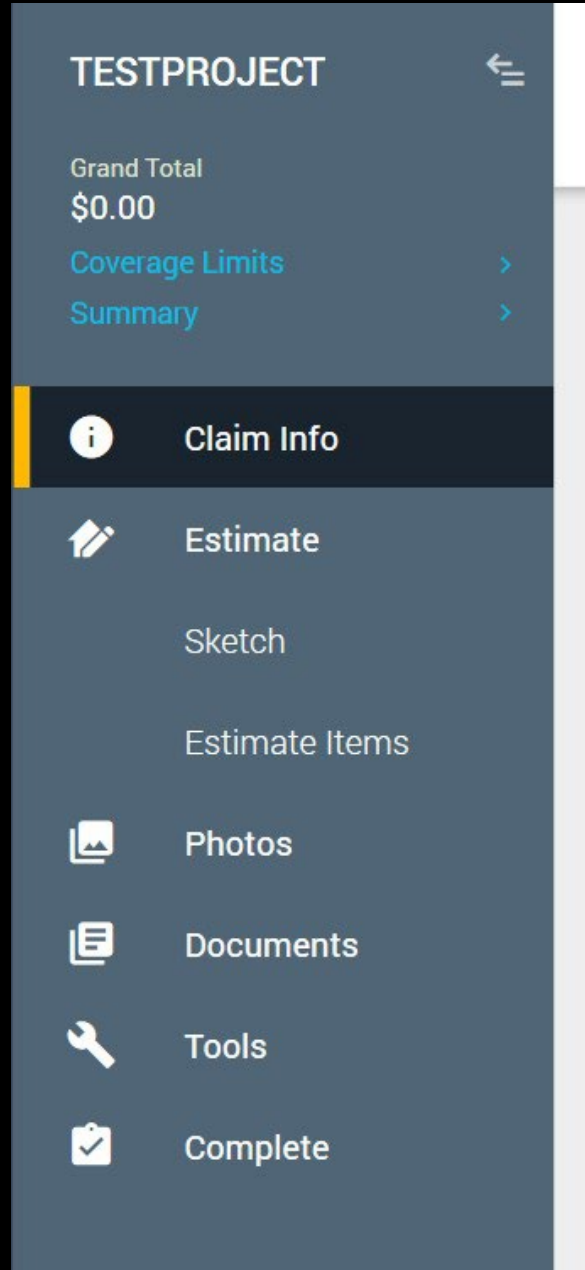 TESTPROJECT
Grand Total
$0.00
Coverage Limits
Summary
Claim Info
Estimate
Sketch
Estimate Items
Photos
Documents
Tools
Complete